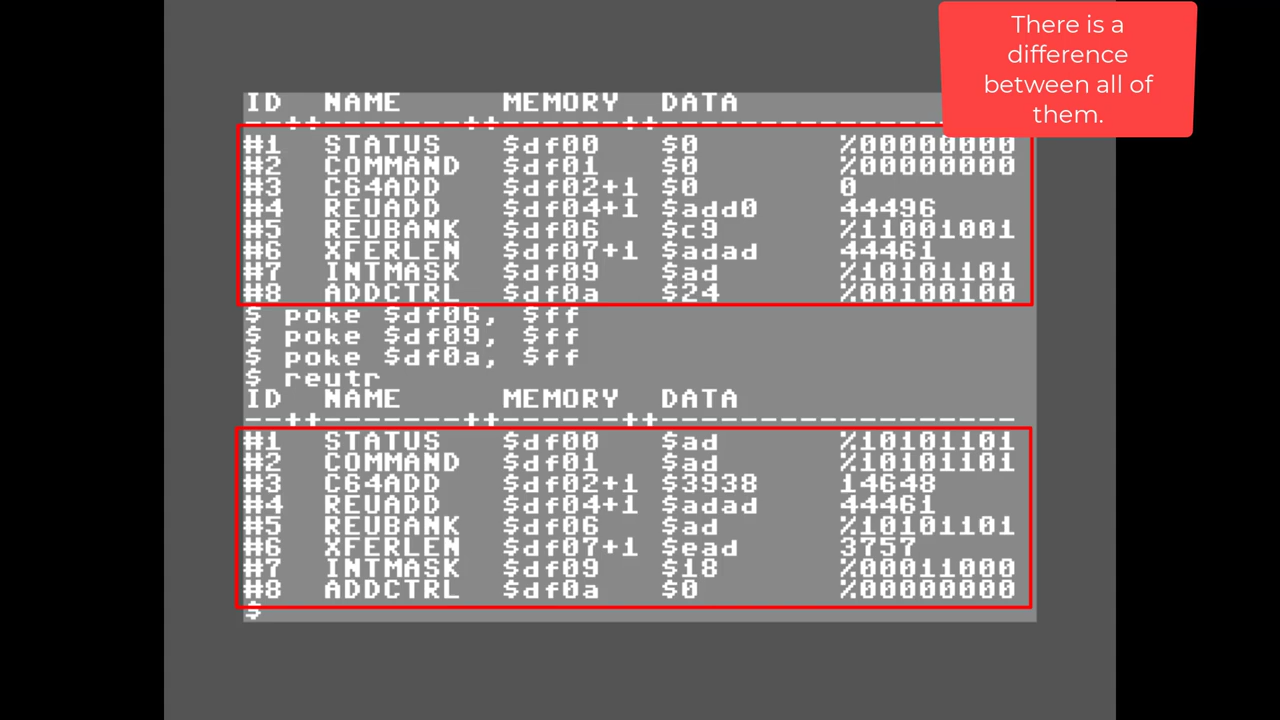 There is a
difference
between all of
them.
ID NAME MEMORY DATA
--++-------++------++------------------
#1 STATUS $df00 $0 %00000000
#2 COMMAND $df01 $0 %00000000
#3 C64ADD $df02+1 $0 0
#4 REUADD $df04+1 $add0 44496
#5 REUBANK $df06 $c9 %11001001
#6 XFERLEN $df07+1 $adad 44461
#7 INTMASK $df09 $ad %10101101
#8 ADDCTRL $df0a $24 %00100100
$ poke $df06, $ff
$ poke $df09, $ff
$ poke $df0a, $ff
$ reutr
ID NAME MEMORY DATA
--++-------++------++------------------
#1 STATUS $df00 $ad %10101101
#2 COMMAND $df01 $ad %10101101
#3 C64ADD $df02+1 $3938 14648
#4 REUADD $df04+1 $adad 44461
#5 REUBANK $df06 $ad %10101101
#6 XFERLEN $df07+1 $ead 3757
#7 INTMASK $df09 $18 %00011000
#8 ADDCTRL $df0a $0 %00000000
$